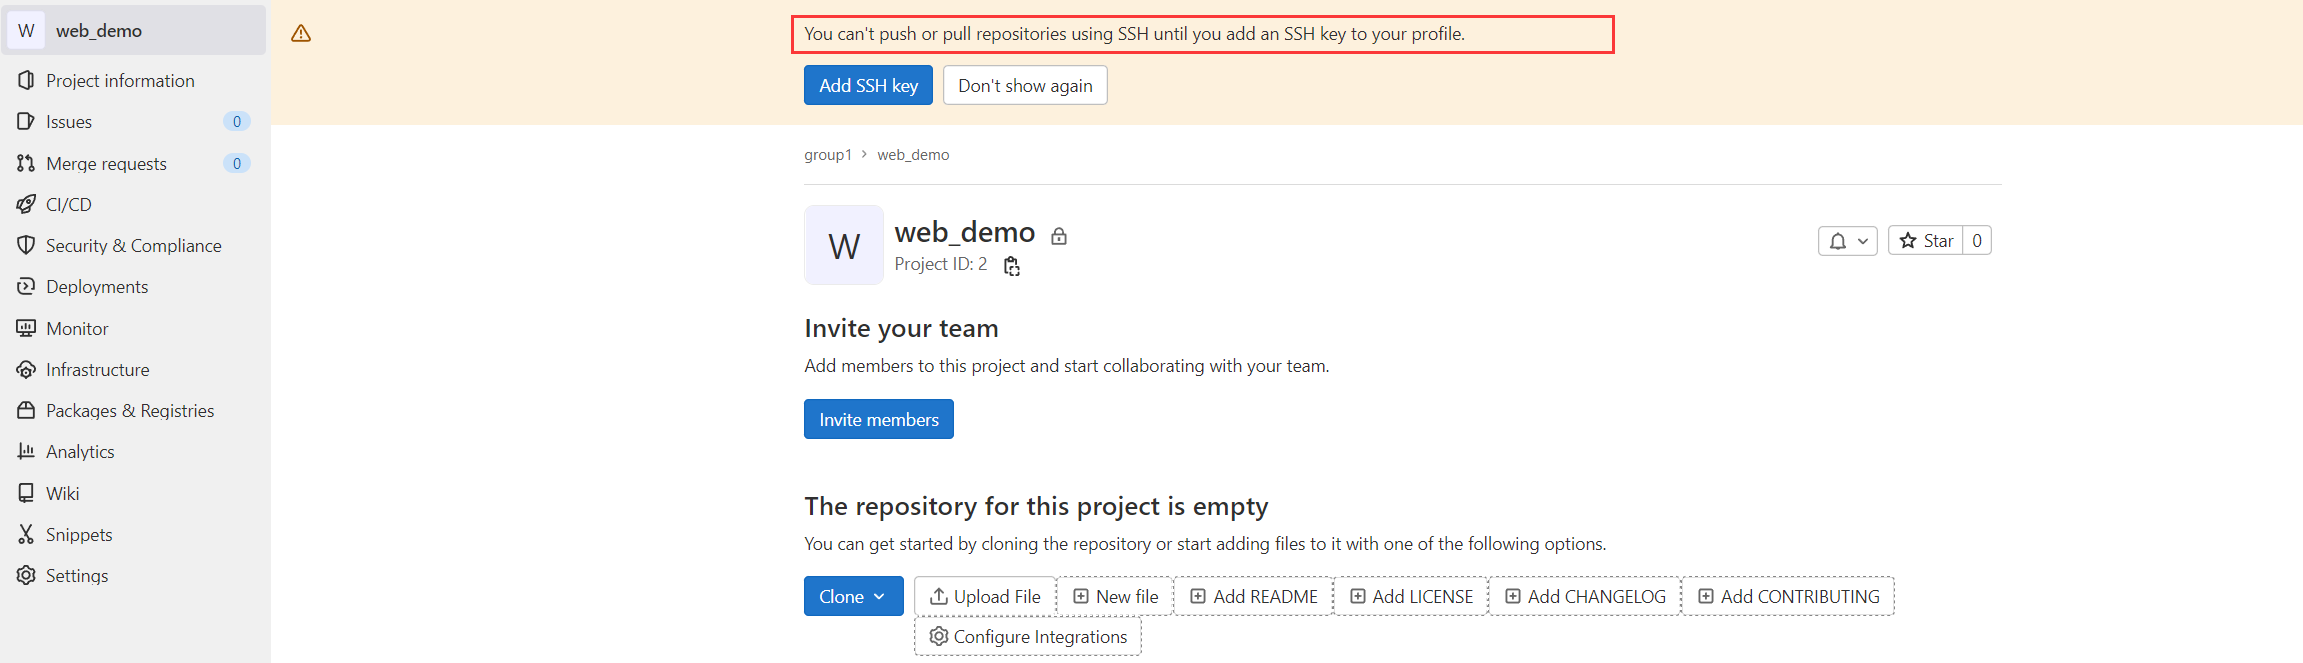 W web_demo
Project information
Issues 0
Merge requests 0
CI/CD
Security & Compliance
Deployments
Monitor
Infrastructure
Packages & Registries
Analytics
Wiki
Snippets
Settings
You can't push or pull repositories using SSH until you add an SSH key to your profile.
Add SSH key Don't show again
group1 › web_demo
W
web_demo
Project ID: 2
Star 0
Invite your team
Add members to this project and start collaborating with your team.
Invite members
The repository for this project is empty
You can get started by cloning the repository or start adding files to it with one of the following options.
Clone Upload File New file Add README Add LICENSE Add CHANGELOG Add CONTRIBUTING
Configure Integrations